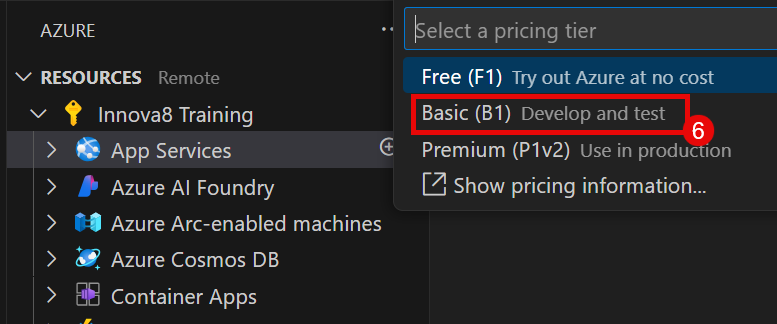 AZURE
RESOURCES Remote
Innova8 Training
App Services
Azure AI Foundry
Azure Arc-enabled machines
Azure Cosmos DB
Container Apps
Select a pricing tier
Free (F1) Try out Azure at no cost
Basic (B1) Develop and test
6
Premium (P1v2) Use in production
Show pricing information...